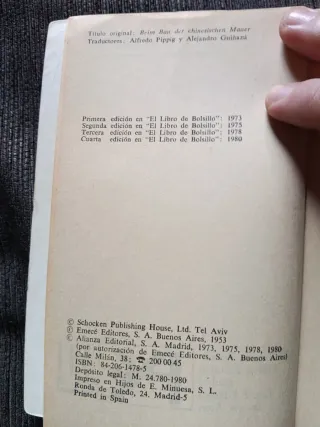 Título original: Beim Bau der chinesischen Mauer
Traductores: Alfredo Pippig y Alejandro Guiñazú
Primera edición en "El Libro de Bolsillo": 1973
Segunda edición en "El Libro de Bolsillo": 1975
Tercera edición en "El Libro de Bolsillo": 1978
Cuarta edición en "El Libro de Bolsillo": 1980
© Schocken Publishing House, Ltd. Tel Aviv
© Emecé Editores, S. A. Buenos Aires, 1953
© Alianza Editorial, S. A. Madrid, 1973, 1975, 1978, 1980
(por autorización de Emecé Editores, S. A. Buenos Aires)
Calle Milán, 38; ☎ 200 00 45
ISBN: 84-206-1478-5
Depósito legal: M. 24.780-1980
Impreso en Hijos de E. Minuesa, S. L.
Ronda de Toledo, 24, Madrid-5
Printed in Spain